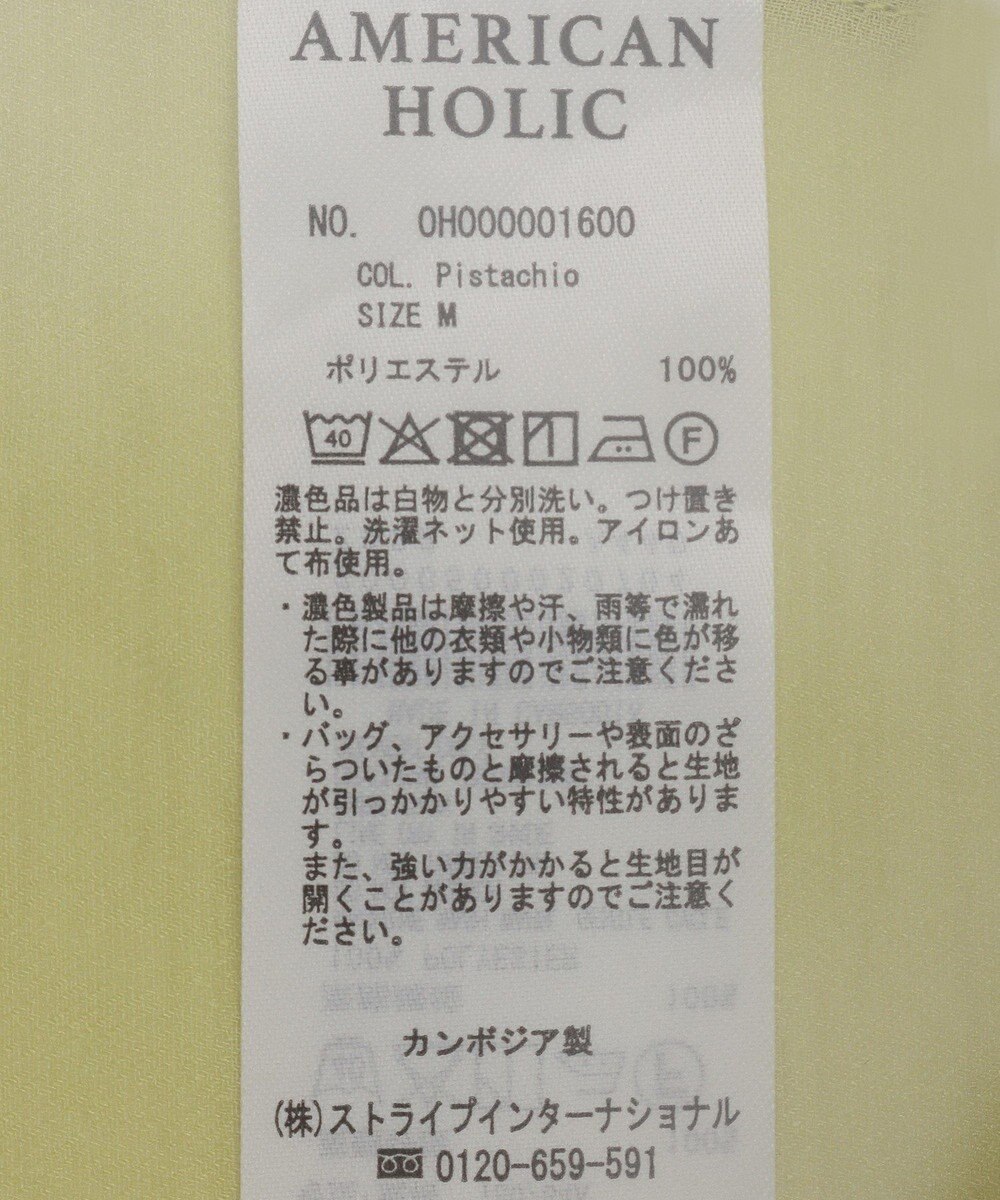 AMERICAN
HOLIC
NO. 0H000001600
COL. Pistachio
SIZE M
ポリエステル 100%
40 F
濃色品は白物と分別洗い。つけ置き
禁止。洗濯ネット使用。アイロンあ
て布使用。
・濃色製品は摩擦や汗、雨等で濡れ
た際に他の衣類や小物類に色が移
る事がありますのでご注意くださ
い。
・バッグ、アクセサリーや表面のざ
らついたものと摩擦されると生地
が引っかかりやすい特性がありま
す。
また、強い力がかかると生地目が
開くことがありますのでご注意く
ださい。
カンボジア製
(株)ストライプインターナショナル
0120-659-591